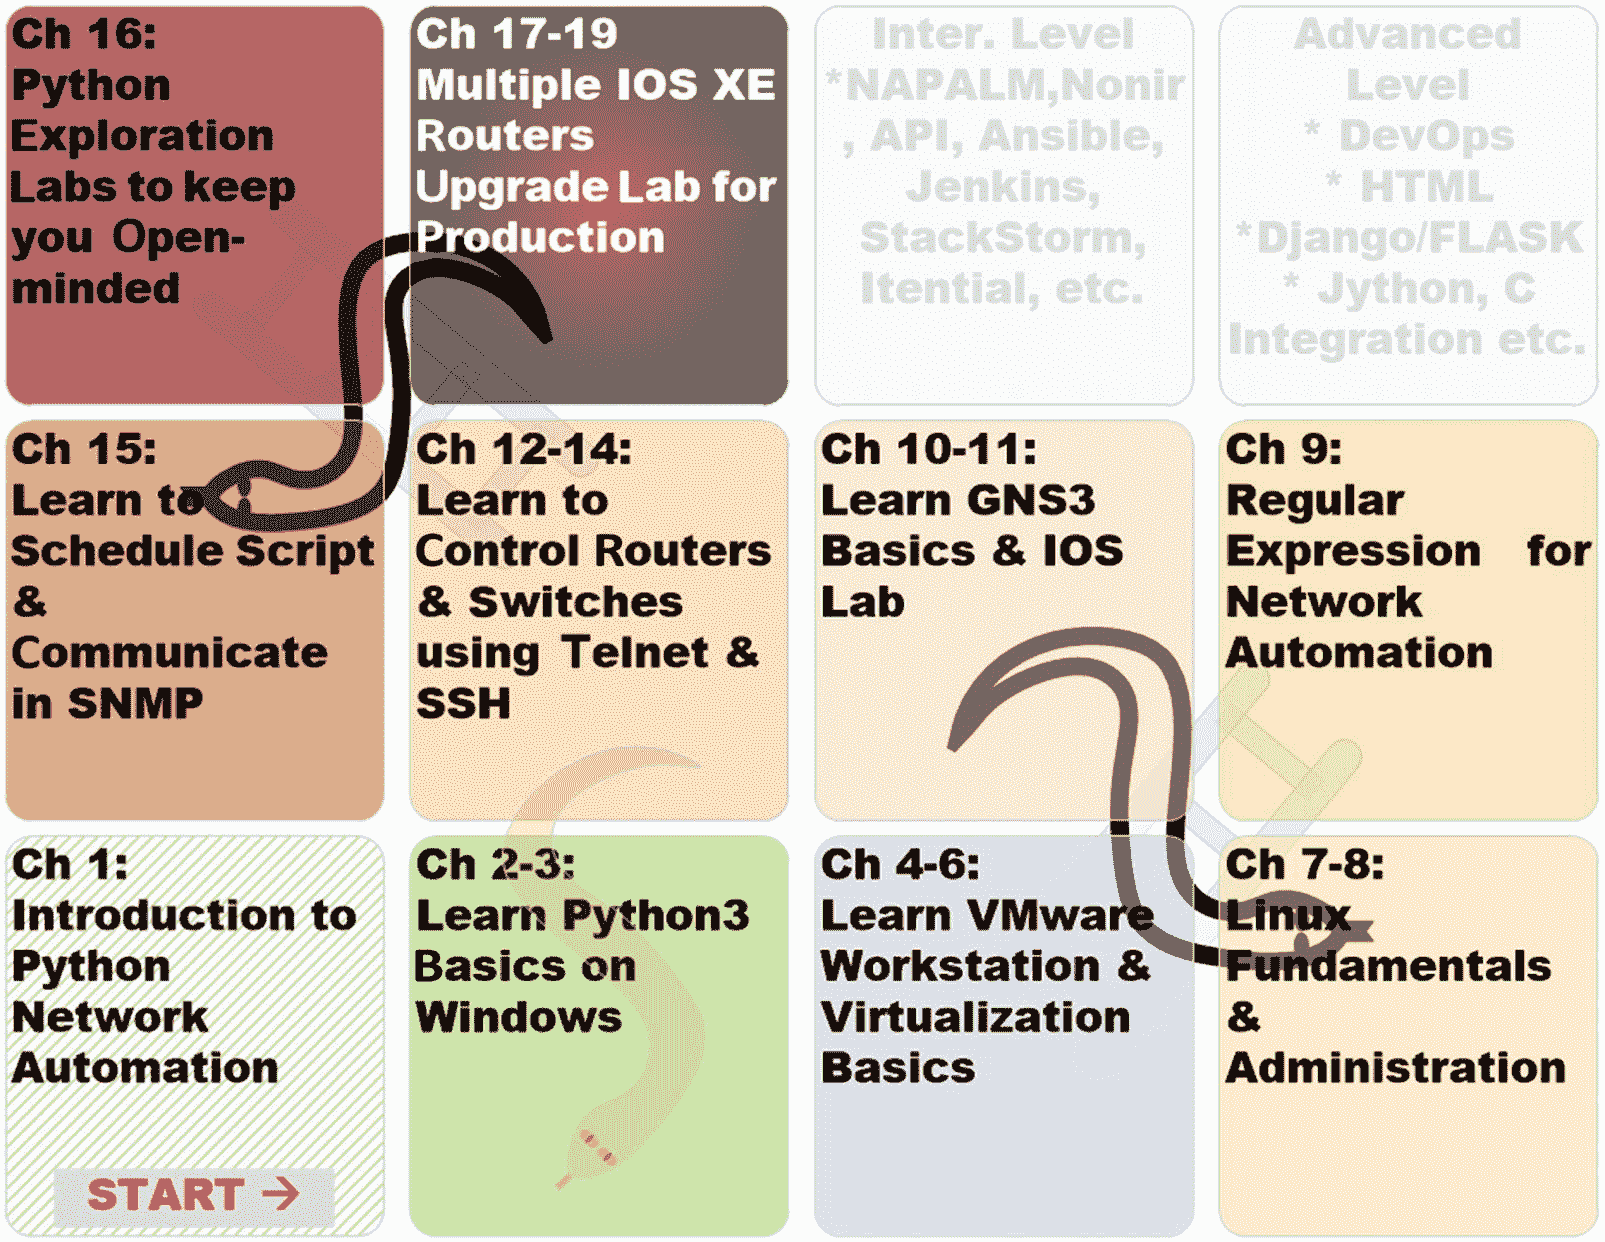 Ch 16:
Python
Exploration
Labs to keep
you Open-
minded
Ch 17-19
Multiple IOS XE
Routers
Upgrade Lab for
Production
Inter. Level
*NAPALM,Nonir
, API, Ansible,
Jenkins,
StackStorm,
Itential, etc.
Advanced
Level
* DevOps
* HTML
*Django/FLASK
* Jython, C
Integration etc.
Ch 15:
Learn to
Schedule Script
&
Communicate
in SNMP
Ch 12-14:
Learn to
Control Routers
& Switches
using Telnet &
SSH
Ch 10-11:
Learn GNS3
Basics & IOS
Lab
Ch 9:
Regular
Expression for
Network
Automation
Ch 1:
Introduction to
Python
Network
Automation
START →
Ch 2-3:
Learn Python3
Basics on
Windows
Ch 4-6:
Learn VMware
Workstation &
Virtualization
Basics
Ch 7-8:
Linux
Fundamentals
&
Administration